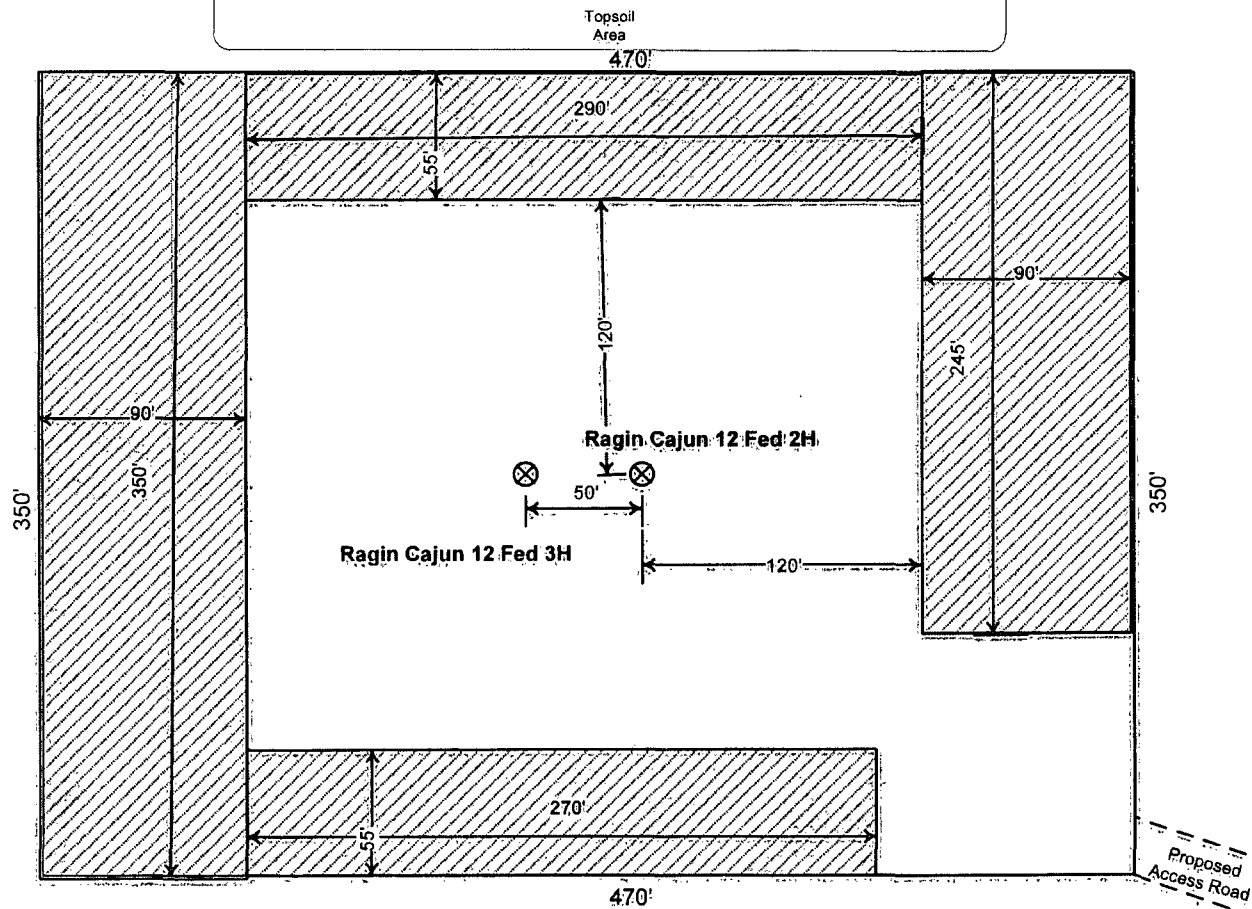 Topsoil
Area
470'
290'
55'
120'
90'
245'
90'
350'
350'
350'
Ragin Cajun 12 Fed 2H
50'
Ragin Cajun 12 Fed 3H
120'
270'
55'
470'
Proposed
Access Road